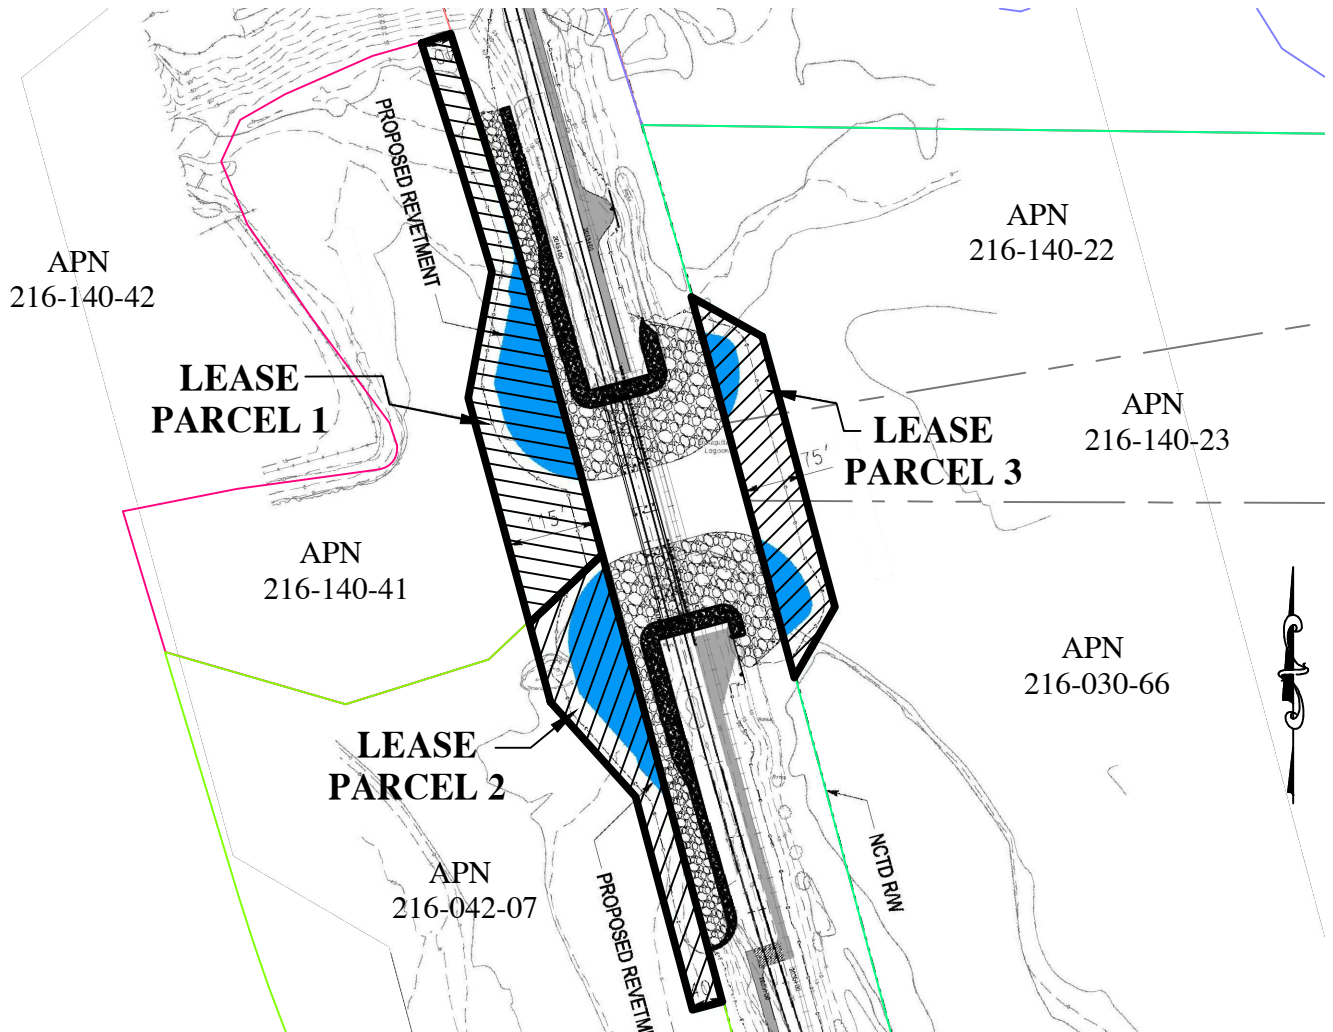 PROPOSED REVETMENT
APN
216-140-22
APN
216-140-42
LEASE
PARCEL 1
APN
216-140-23
LEASE
PARCEL 3
75'
Lagoon
115'
APN
216-140-41
APN
216-030-66
LEASE
PARCEL 2
NCTD R/W
APN
216-042-07
PROPOSED REVETM